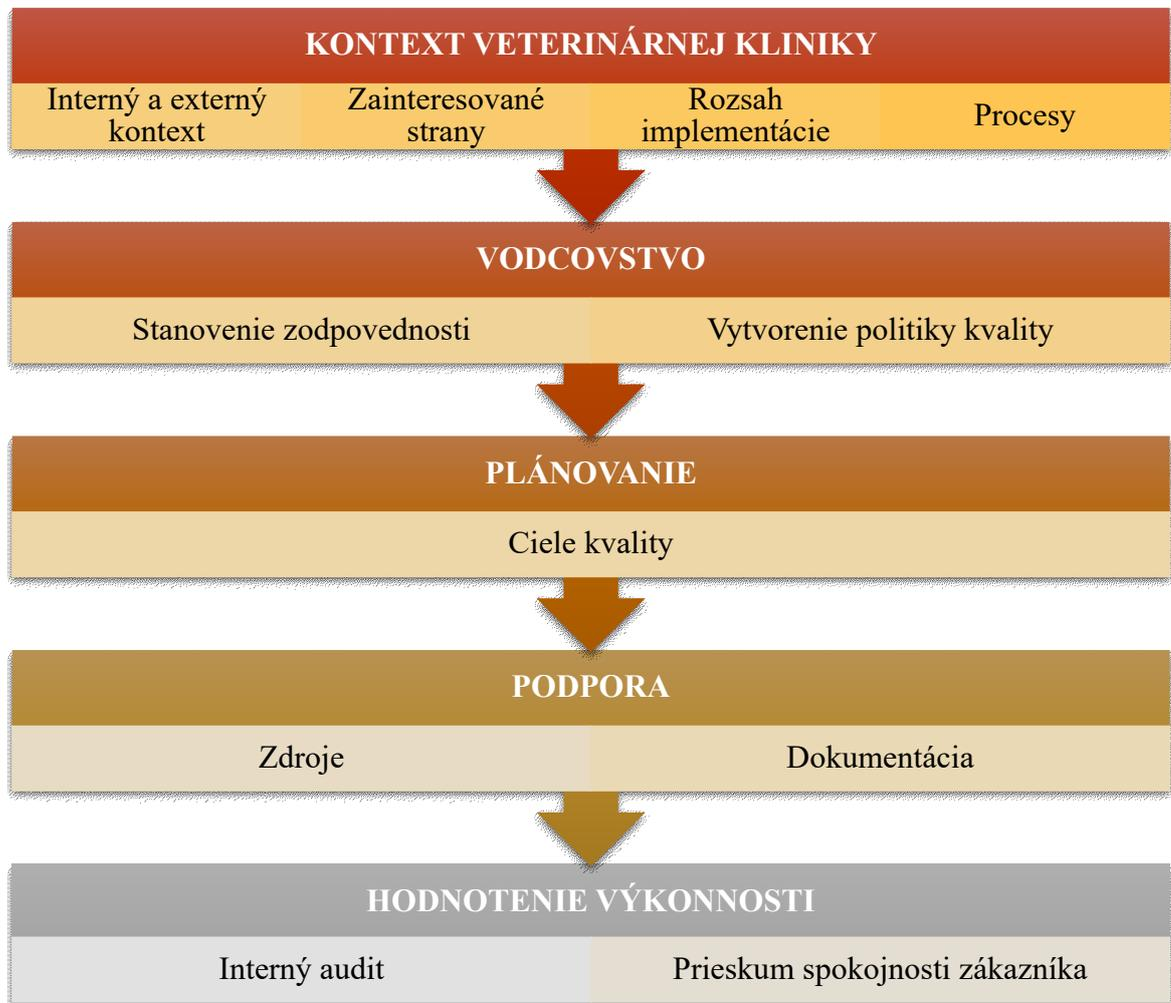 KONTEXT VETERINÁRNEJ KLINIKY
Interný a externý
kontext
Zainteresované
strany
Rozsah
implementácie
Procesy
VODCOVSTVO
Stanovenie zodpovednosti
Vytvorenie politiky kvality
PLÁNOVANIE
Ciele kvality
PODPORA
Zdroje
Dokumentácia
HODNOTENIE VÝKONNOSTI
Interný audit
Prieskum spokojnosti zákazníka